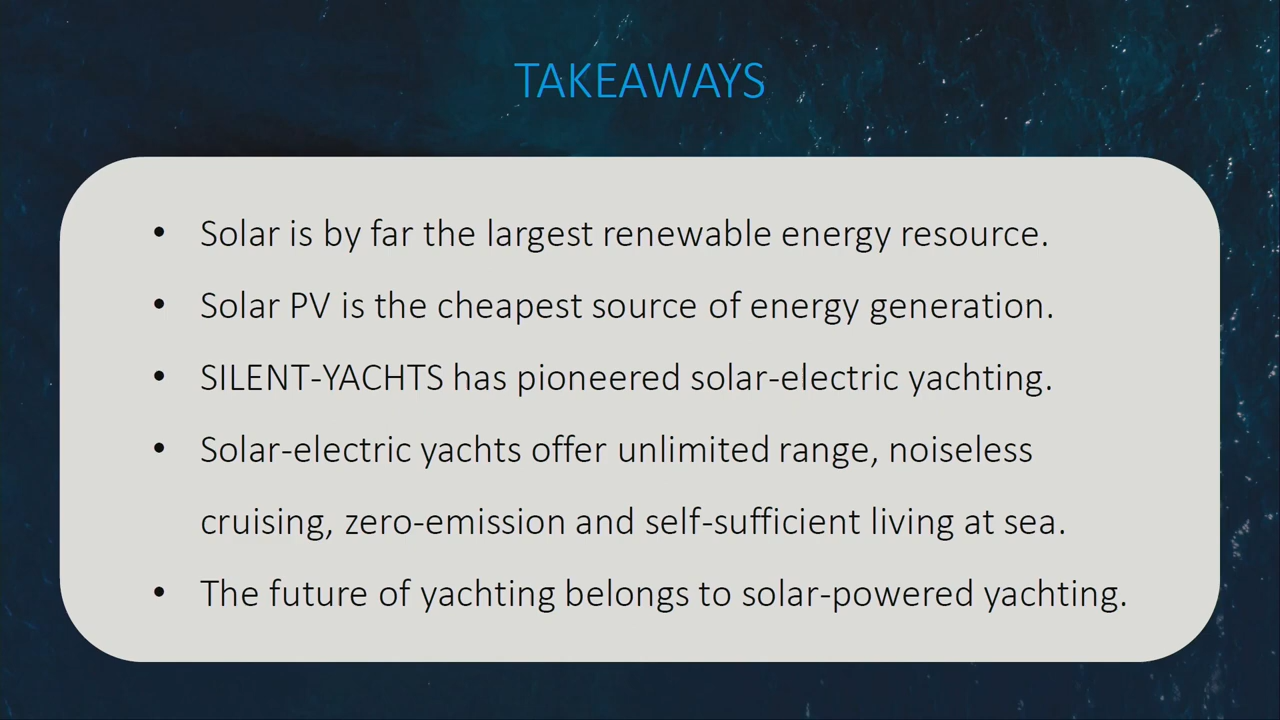 TAKEAWAYS
• Solar is by far the largest renewable energy resource.
• Solar PV is the cheapest source of energy generation.
• SILENT-YACHTS has pioneered solar-electric yachting.
• Solar-electric yachts offer unlimited range, noiseless
cruising, zero-emission and self-sufficient living at sea.
• The future of yachting belongs to solar-powered yachting.